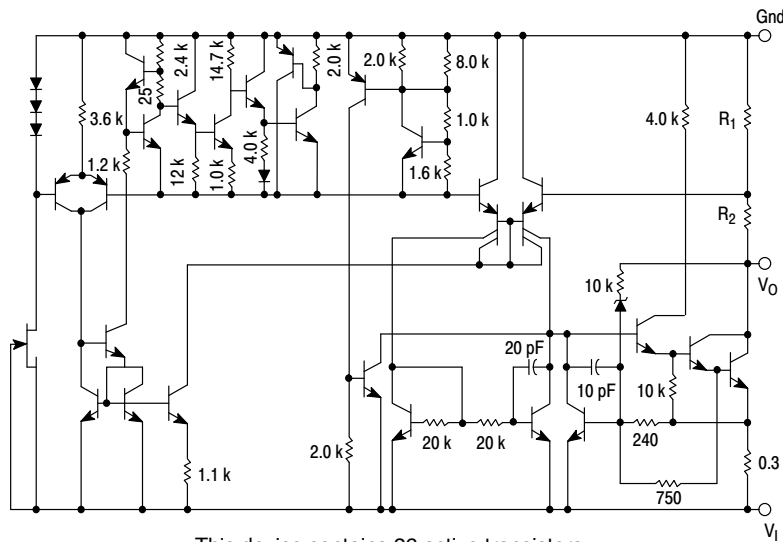 Gnd
2.4 k
14.7 k
2.0 k
2.0 k
8.0 k
25
3.6 k
1.0 k
4.0 k
R1
4.0 k
1.2 k
12 k
1.0 k
1.6 k
R2
10 k
VO
20 pF
10 pF
10 k
20 k
20 k
240
2.0 k
0.3
1.1 k
750
VI
This device contains 26 active transistors.